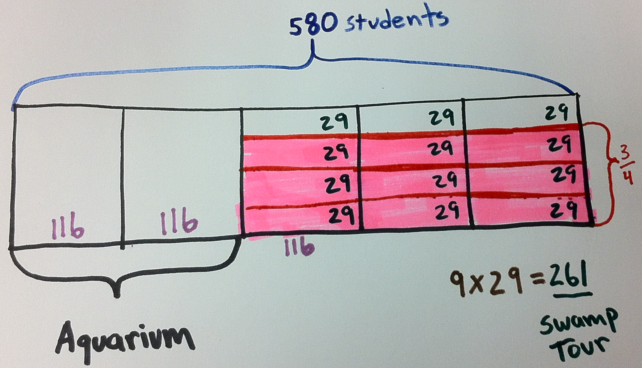 580 students
29 29 29
29 29 29
29 29 29
29 29 29
3/4
116 116
116
9x29=261
Aquarium
Swamp
Tour